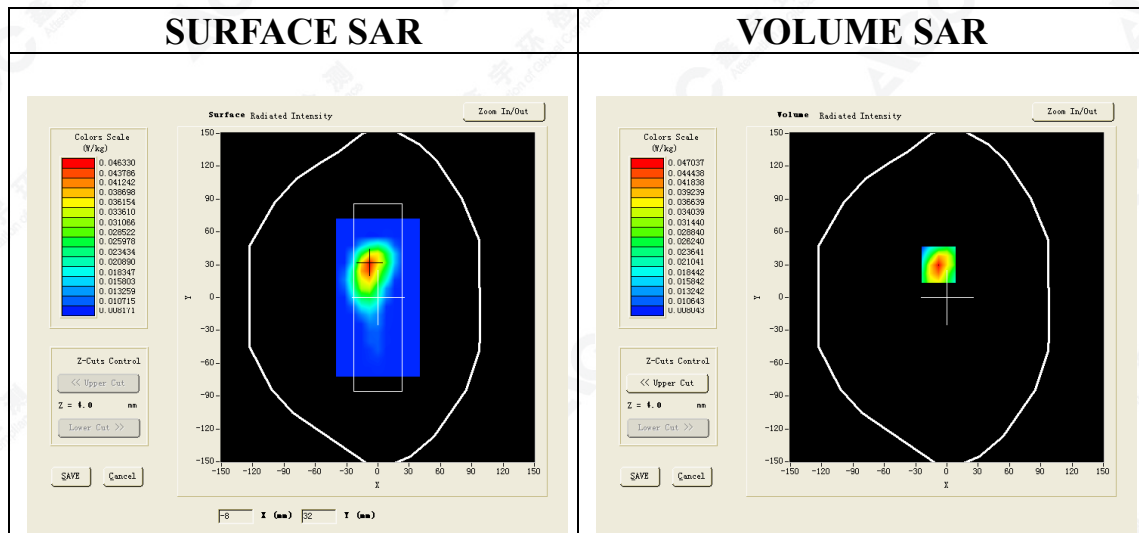 SURFACE SAR
VOLUME SAR
Surface Radiated Intensity
Zoom In/Out
Colors Scale
(W/kg)
0.046330
0.043786
0.041242
0.038698
0.036154
0.033610
0.031066
0.028522
0.025978
0.023434
0.020890
0.018347
0.015803
0.013259
0.010715
0.008171
Z-Cuts Control
<< Upper Cut
Z = 4.0 mm
Lower Cut >>
SAVE
Cancel
150
120
90
60
30
0
-30
-60
-90
-120
-150
Y
-150 -120 -90 -60 -30 0 30 60 90 120 150
X
-8 X (mm) 32 Y (mm)
Volume Radiated Intensity
Zoom In/Out
Colors Scale
(W/kg)
0.047037
0.044438
0.041838
0.039239
0.036639
0.034039
0.031440
0.028840
0.026240
0.023641
0.021041
0.018442
0.015842
0.013242
0.010643
0.008043
Z-Cuts Control
<< Upper Cut
Z = 4.0 mm
Lower Cut >>
SAVE
Cancel
150
120
90
60
30
0
-30
-60
-90
-120
-150
Y
-150 -120 -90 -60 -30 0 30 60 90 120 150
X